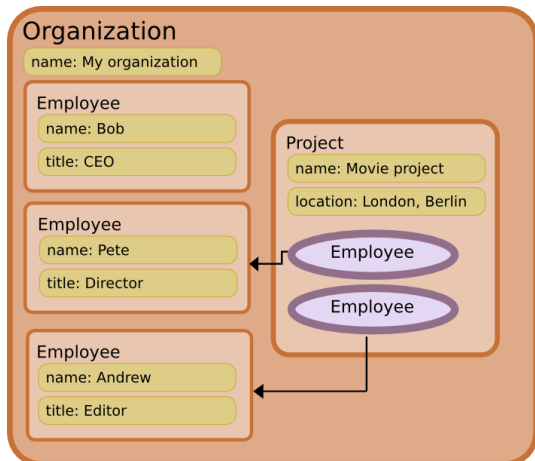 Organization
name: My organization
Employee
name: Bob
title: CEO
Employee
name: Pete
title: Director
Employee
name: Andrew
title: Editor
Project
name: Movie project
location: London, Berlin
Employee
Employee